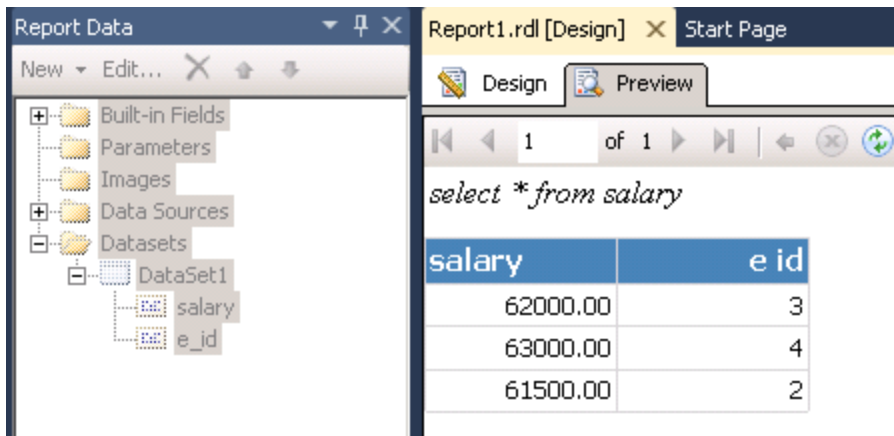 Report Data
New Edit...
Built-in Fields
Parameters
Images
Data Sources
Datasets
DataSet1
salary
e_id
Report1.rdl [Design] Start Page
Design Preview
1 of 1
select * from salary
salary e id
62000.00 3
63000.00 4
61500.00 2